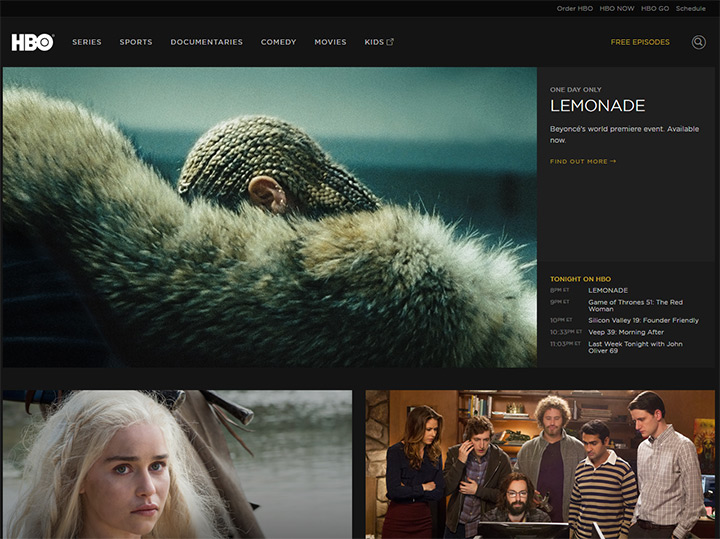 Order HBO HBO NOW HBO GO Schedule
HBO SERIES SPORTS DOCUMENTARIES COMEDY MOVIES KIDS FREE EPISODES
ONE DAY ONLY
LEMONADE
Beyoncé's world premiere event. Available
now.
FIND OUT MORE →
TONIGHT ON HBO
8PM ET LEMONADE
9PM ET Game of Thrones 51: The Red
Woman
10PM ET Silicon Valley 19: Founder Friendly
10:33PM ET Veep 39: Morning After
11:03PM ET Last Week Tonight with John
Oliver 69